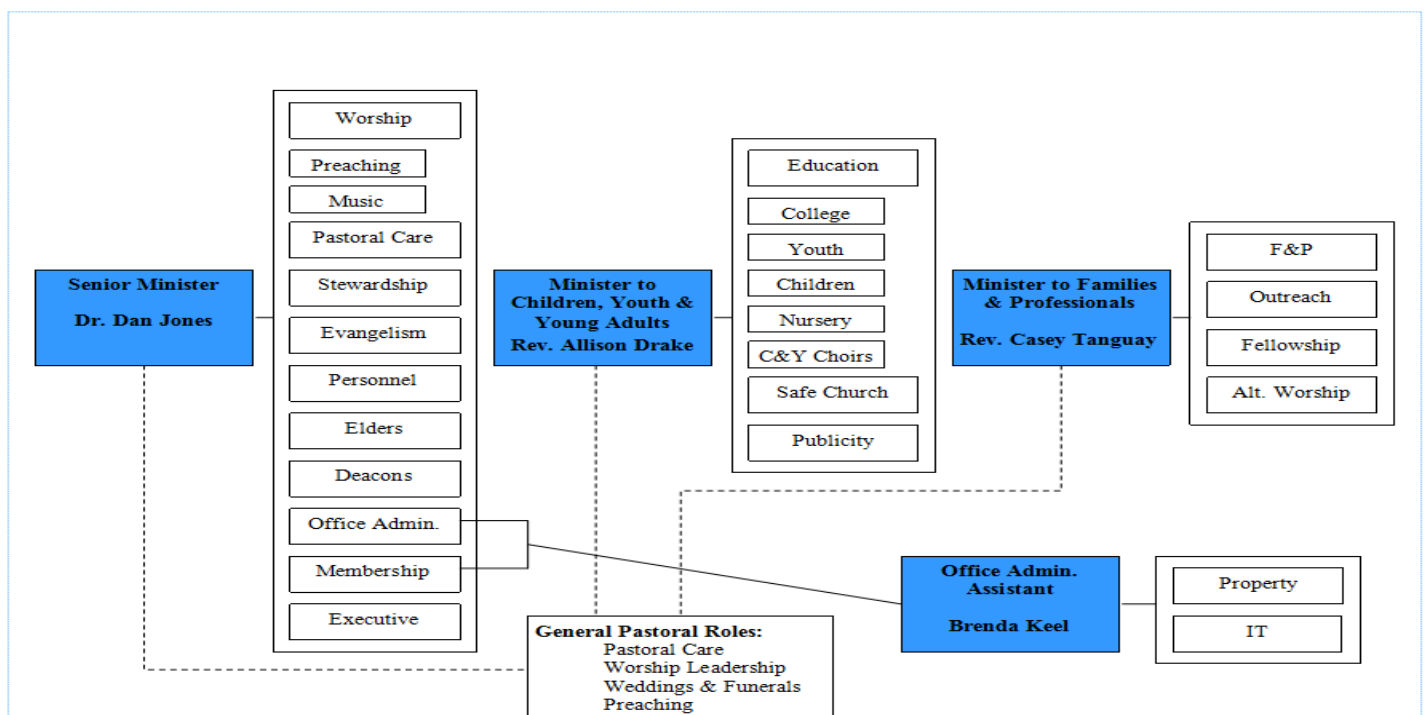 Senior Minister
Dr. Dan Jones
Worship
Preaching
Music
Pastoral Care
Stewardship
Evangelism
Personnel
Elders
Deacons
Office Admin.
Membership
Executive
Minister to
Children, Youth &
Young Adults
Rev. Allison Drake
Education
College
Youth
Children
Nursery
C&Y Choirs
Safe Church
Publicity
Minister to Families
& Professionals
Rev. Casey Tanguay
F&P
Outreach
Fellowship
Alt. Worship
Office Admin.
Assistant
Brenda Keel
Property
IT
General Pastoral Roles:
Pastoral Care
Worship Leadership
Weddings & Funerals
Preaching